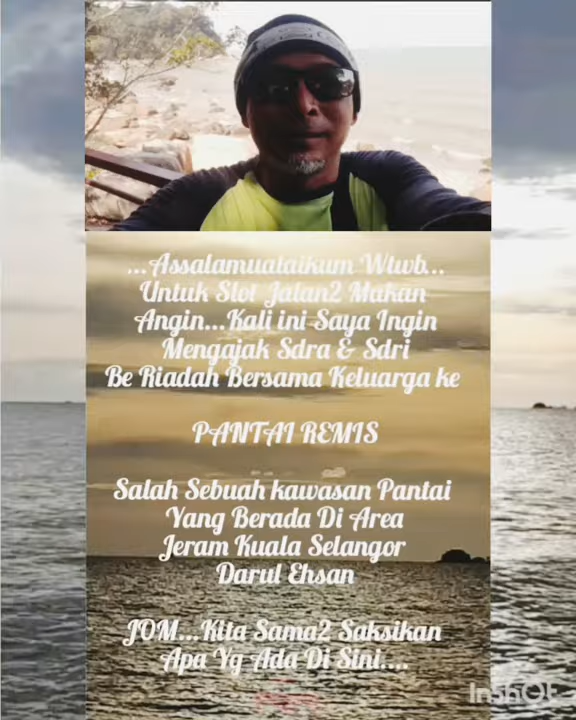 ...Assalamualaikum Wtwb...
Untuk Slot Jalan2 Makan
Angin...Kali ini Saya Ingin
Mengajak Sdra & Sdri
Be Riadah Bersama Keluarga ke
PANTAI REMIS
Salah Sebuah kawasan Pantai
Yang Berada Di Area
Jeram Kuala Selangor
Darul Ehsan
JOM...Kita Sama2 Saksikan
Apa Yg Ada Di Sini....
InShOt